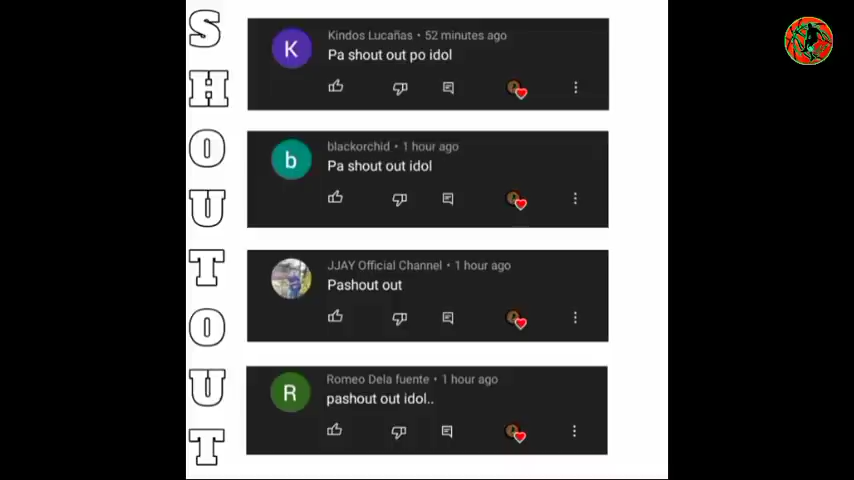 SHOUTOUT
Kindos Lucañas • 52 minutes ago
Pa shout out po idol
K
blackorchid • 1 hour ago
Pa shout out idol
b
JJAY Official Channel • 1 hour ago
Pashout out
Romeo Dela fuente • 1 hour ago
pashout out idol..
R